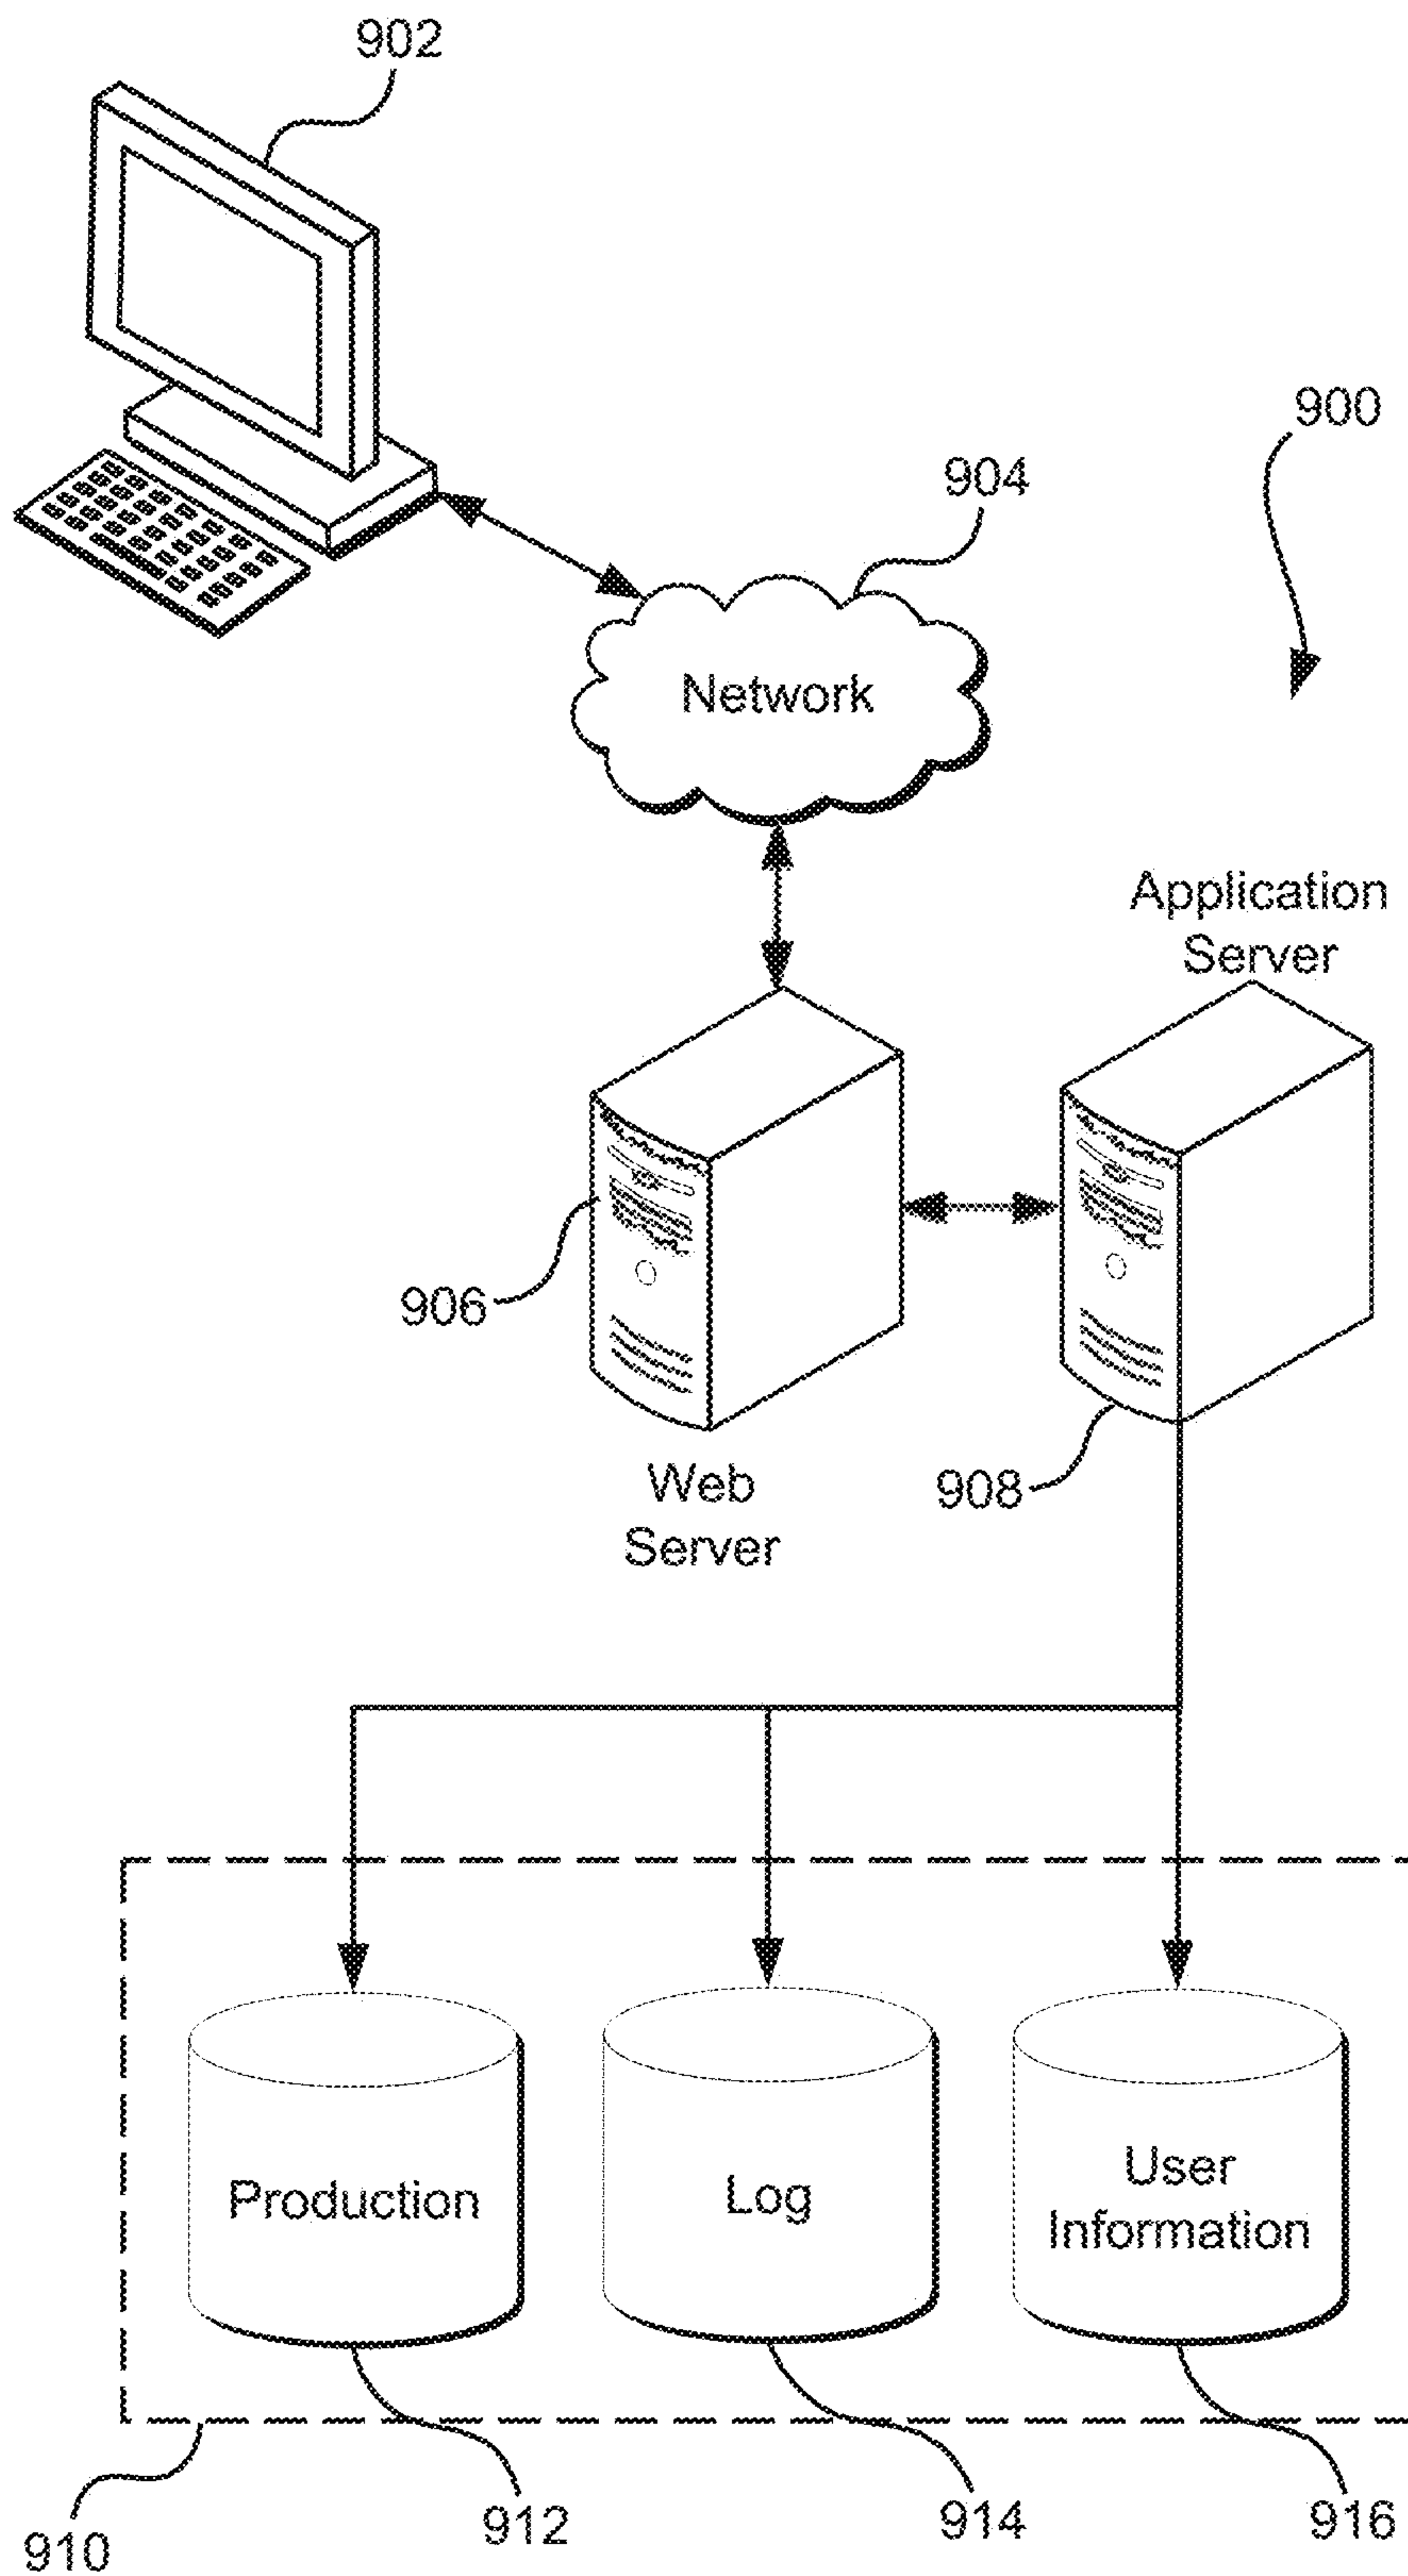 902
900
904
Network
Application
Server
906
Web
Server
908
Production
Log
User
Information
910
912
914
916